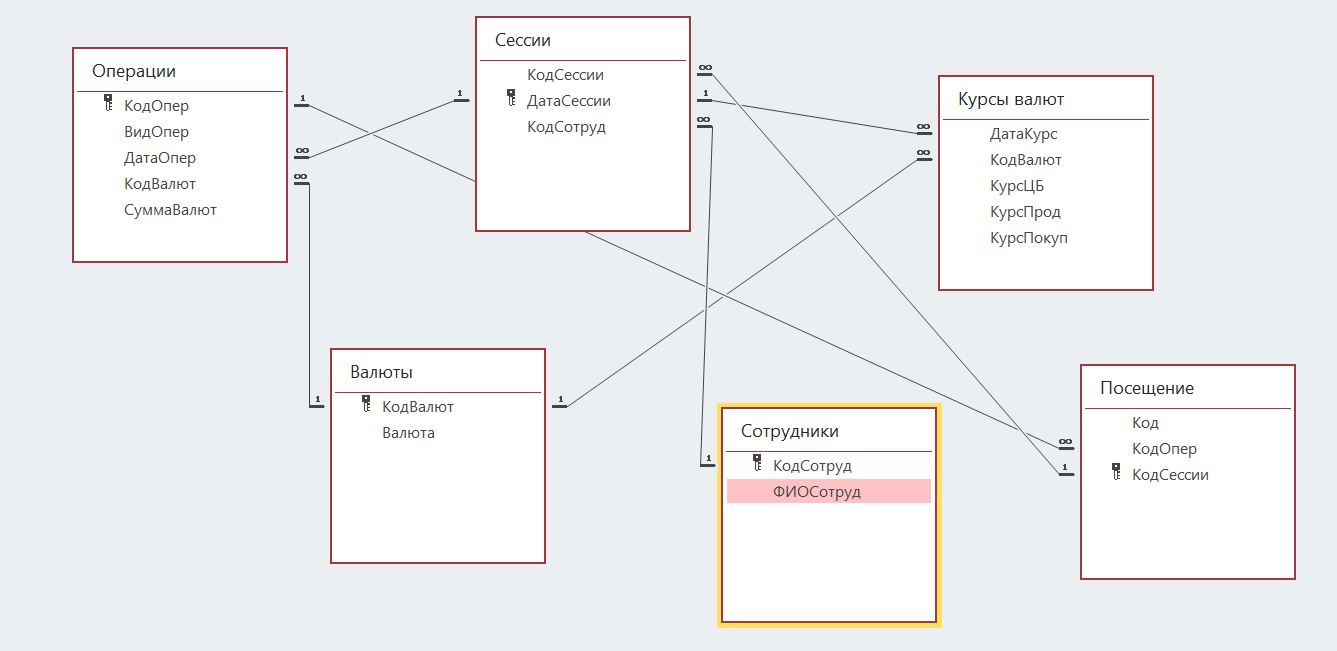 Операции
КодОпер
ВидОпер
ДатаОпер
КодВалют
СуммаВалют
1
∞
∞
Сессии
КодСессии
ДатаСессии
КодСотруд
1
∞
1
∞
Курсы валют
ДатаКурс
КодВалют
КурсЦБ
КурсПрод
КурсПокуп
∞
∞
Валюты
КодВалют
Валюта
1
1
Сотрудники
КодСотруд
ФИОСотруд
1
Посещение
Код
КодОпер
КодСессии
∞
1